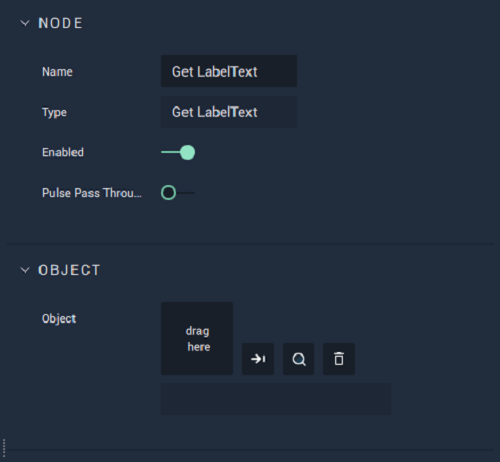 NODE
Name Get LabelText
Type Get LabelText
Enabled
Pulse Pass Throu...
OBJECT
Object
drag
here